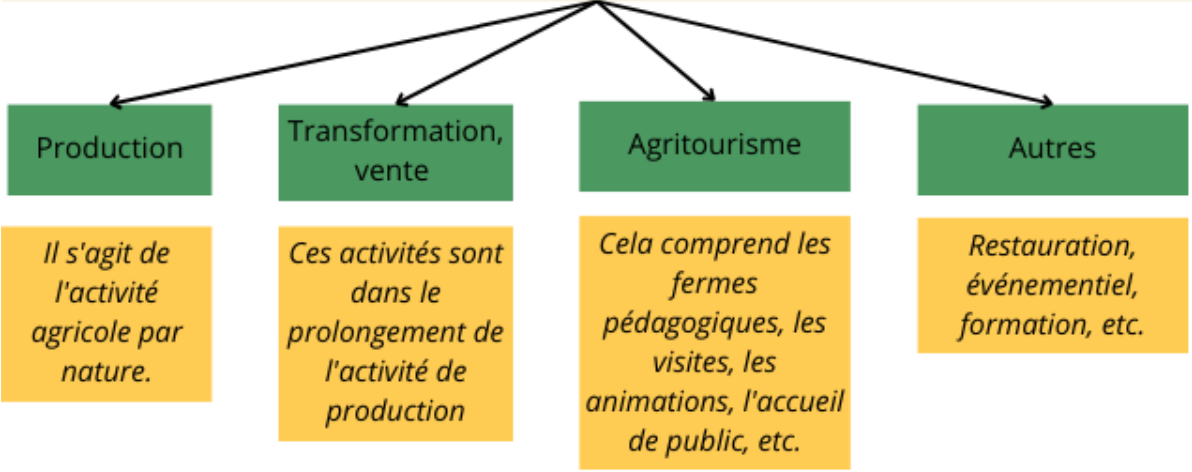 Production
Transformation,
vente
Agritourisme
Autres
Il s'agit de
l'activité
agricole par
nature.
Ces activités sont
dans le
prolongement de
l'activité de
production
Cela comprend les
fermes
pédagogiques, les
visites, les
animations, l'accueil
de public, etc.
Restauration,
événementiel,
formation, etc.